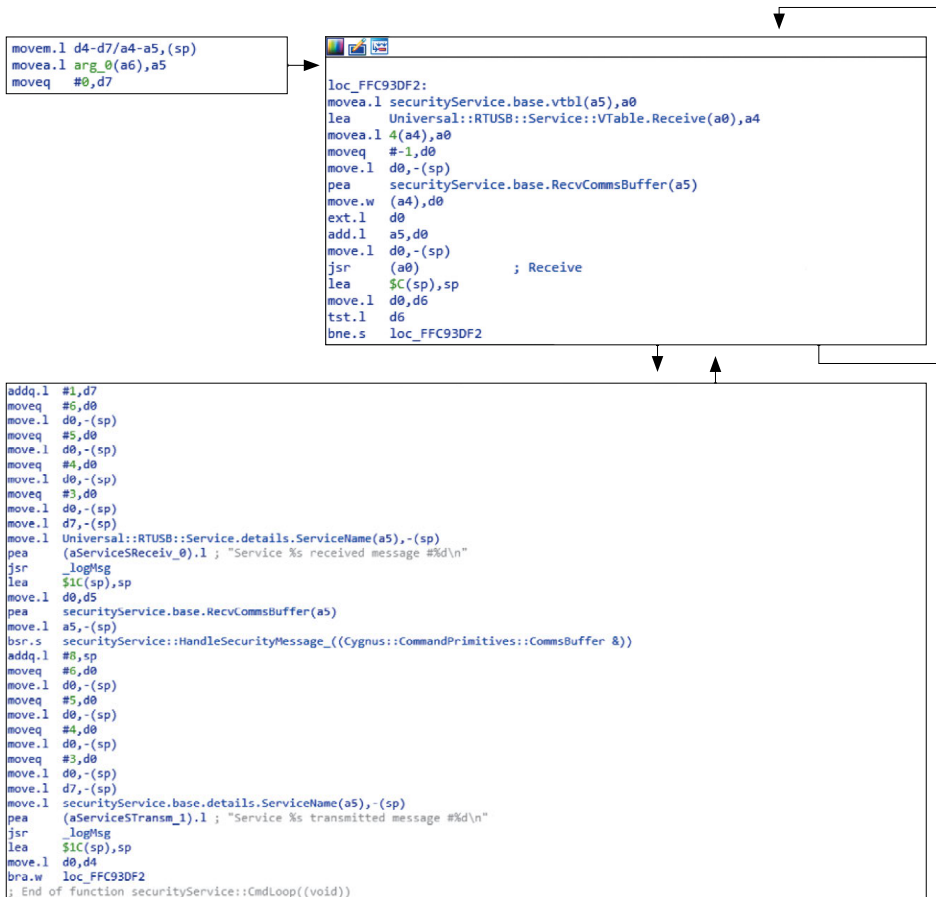 movem.l d4-d7/a4-a5,(sp)
movea.l arg_0(a6),a5
moveq #0,d7
loc_FFC93DF2:
movea.l securityService.base.vtbl(a5),a0
lea Universal::RTUSB::Service::VTable.Receive(a0),a4
movea.l 4(a4),a0
moveq #-1,d0
move.l d0,-(sp)
pea securityService.base.RecvCommsBuffer(a5)
move.w (a4),d0
ext.l d0
add.l a5,d0
move.l d0,-(sp)
jsr (a0) ; Receive
lea $C(sp),sp
move.l d0,d6
tst.l d6
bne.s loc_FFC93DF2
addq.l #1,d7
moveq #6,d0
move.l d0,-(sp)
moveq #5,d0
move.l d0,-(sp)
moveq #4,d0
move.l d0,-(sp)
moveq #3,d0
move.l d0,-(sp)
move.l d7,-(sp)
move.l Universal::RTUSB::Service.details.ServiceName(a5),-(sp)
pea (aServiceSReceiv_0).l ; "Service %s received message #%d\n"
jsr _logMsg
lea $1C(sp),sp
move.l d0,d5
pea securityService.base.RecvCommsBuffer(a5)
move.l a5,-(sp)
bsr.s securityService::HandleSecurityMessage_((Cygnus::CommandPrimitives::CommsBuffer &))
addq.l #8,sp
moveq #6,d0
move.l d0,-(sp)
moveq #5,d0
move.l d0,-(sp)
moveq #4,d0
move.l d0,-(sp)
moveq #3,d0
move.l d0,-(sp)
move.l d7,-(sp)
move.l securityService.base.details.ServiceName(a5),-(sp)
pea (aServiceSTransm_1).l ; "Service %s transmitted message #%d\n"
jsr _logMsg
lea $1C(sp),sp
move.l d0,d4
bra.w loc_FFC93DF2
; End of function securityService::CmdLoop((void))